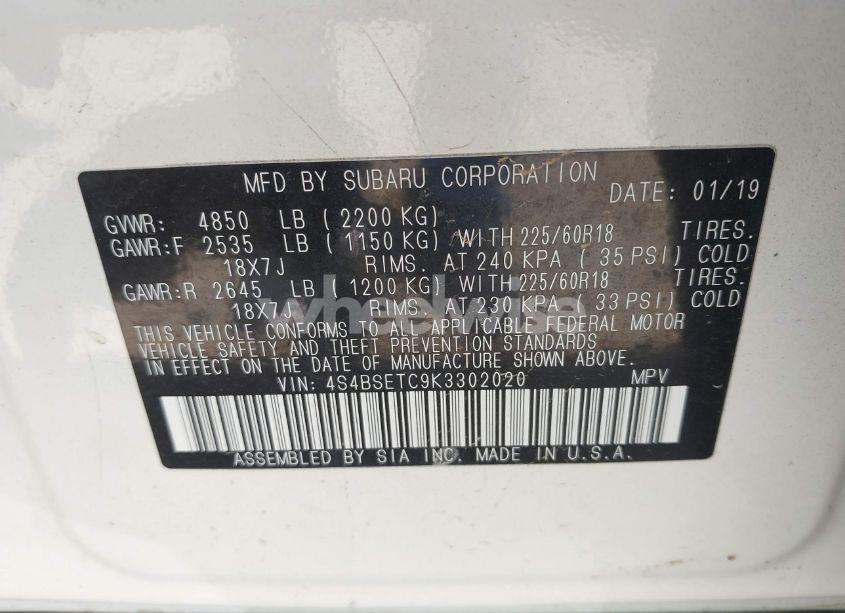 MFD BY SUBARU CORPORATION DATE: 01/19
GVWR: 4850 LB ( 2200 KG)
GAWR:F 2535 LB ( 1150 KG) WITH 225/60R18 TIRES.
18X7J RIMS. AT 240 KPA ( 35 PSI) COLD
GAWR:R 2645 LB ( 1200 KG) WITH 225/60R18 TIRES.
18X7J RIMS. AT 230 KPA ( 33 PSI) COLD
wheelwise
THIS VEHICLE CONFORMS TO ALL APPLICABLE FEDERAL MOTOR
VEHICLE SAFETY AND THEFT PREVENTION STANDARDS
IN EFFECT ON THE DATE OF MANUFACTURE SHOWN ABOVE.
VIN: 4S4BSETC9K3302020 MPV
ASSEMBLED BY SIA INC. MADE IN U.S.A.